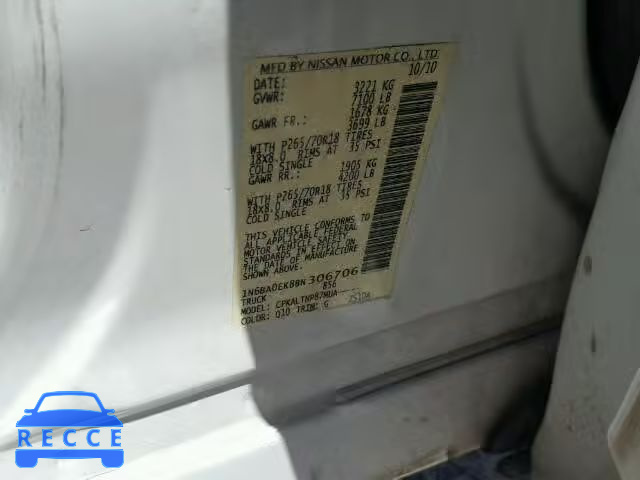 MFD BY NISSAN MOTOR CO., LTD.
DATE: 10/10
GVWR: 3221 KG
7100 LB
GAWR FR.: 1678 KG
3699 LB
WITH P265/70R18 TIRES
18X8.0 RIMS AT 35 PSI
COLD SINGLE
GAWR RR.: 1905 KG
4200 LB
WITH P265/70R18 TIRES
18X8.0 RIMS AT 35 PSI
COLD SINGLE
THIS VEHICLE CONFORMS TO
ALL APPLICABLE FEDERAL
MOTOR VEHICLE SAFETY
STANDARDS IN EFFECT ON
THE DATE OF MANUFACTURE
SHOWN ABOVE.
306706
TRUCK 856
MODEL:
COLOR: Q10 TRIM: G
RECCE